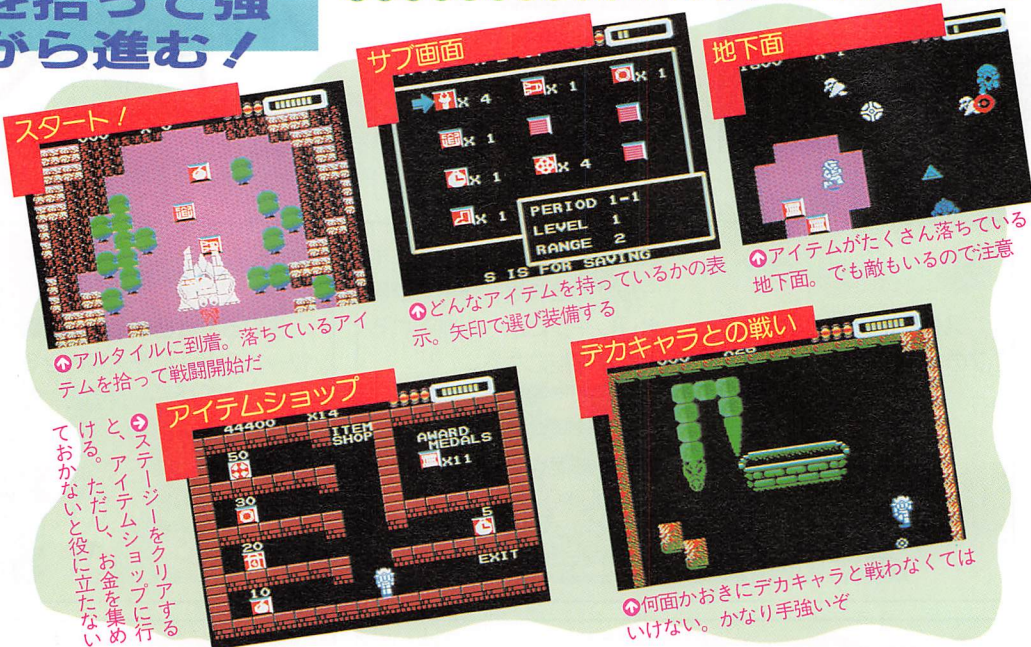 を拾って強
がら進む!
スタート!
アルタイルに到着。落ちているアイ
テムを拾って戦闘開始だ
サブ画面
X 4
X 1
X 1
X 1
X 1
X 4
X 1
PERIOD 1-1
LEVEL 1
RANGE 2
S IS FOR SAVING
どんなアイテムを持っているかの表
示。矢印で選び装備する
地下面
アイテムがたくさん落ちている
地下面。でも敵もいるので注意
アイテムショップ
44400 X14
ITEM
SHOP
AWARD
MEDALS
X11
50
30
20
10
5
EXIT
ステージーをクリアする
と、アイテムショップに行
ける。ただし、お金を集め
ておかないと役に立たない
デカキャラとの戦い
X28
何面かおきにデカキャラと戦わなくては
いけない。かなり手強いぞ